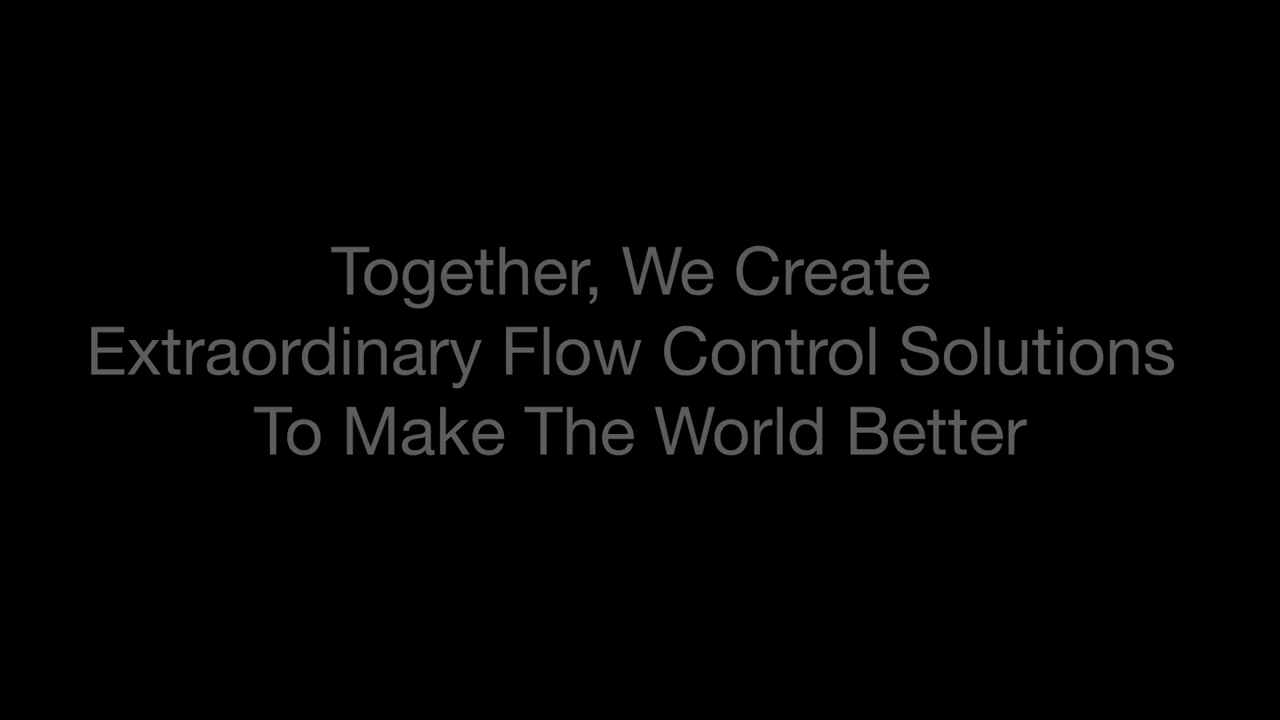 Together, We Create
Extraordinary Flow Control Solutions
To Make The World Better